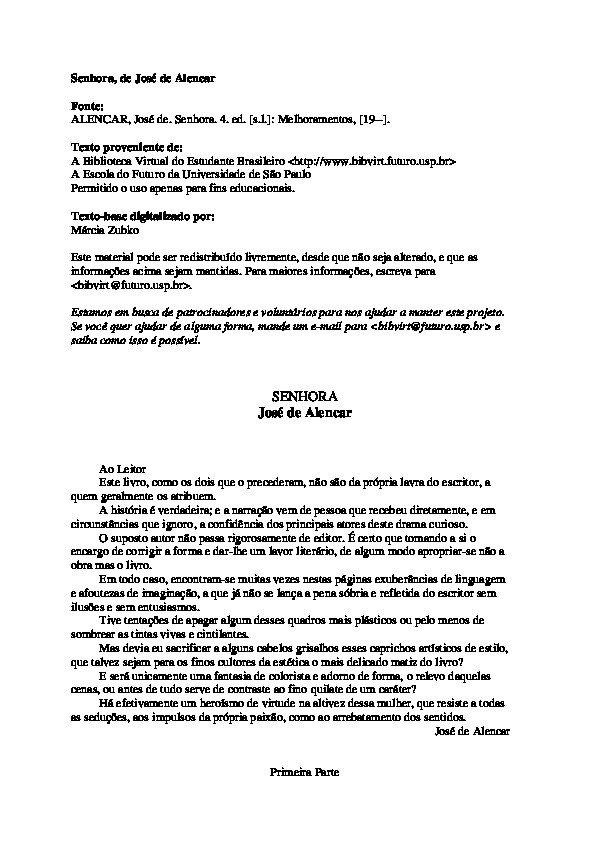 Senhora, de José de Alencar
Fonte:
ALENCAR, José de. Senhora. 4. ed. [s.l.]: Melhoramentos, [19--].
Texto proveniente de:
A Biblioteca Virtual do Estudante Brasileiro <http://www.bibvirt.futuro.usp.br>
A Escola do Futuro da Universidade de São Paulo
Permitido o uso apenas para fins educacionais.
Texto-base digitalizado por:
Márcia Zubko
Este material pode ser redistribuído livremente, desde que não seja alterado, e que as
informações acima sejam mantidas. Para maiores informações, escreva para
<bibvirt@futuro.usp.br>.
Estamos em busca de patrocinadores e voluntários para nos ajudar a manter este projeto.
Se você quer ajudar de alguma forma, mande um e-mail para <bibvirt@futuro.usp.br> e
saiba como isso é possível.
SENHORA
José de Alencar
Ao Leitor
Este livro, como os dois que o precederam, não são da própria lavra do escritor, a
quem geralmente os atribuem.
A história é verdadeira; e a narração vem de pessoa que recebeu diretamente, e em
circunstâncias que ignoro, a confidência dos principais atores deste drama curioso.
O suposto autor não passa rigorosamente de editor. É certo que tomando a si o
encargo de corrigir a forma e dar-lhe um lavor literário, de algum modo apropriar-se não a
obra mas o livro.
Em todo caso, encontram-se muitas vezes nestas páginas exuberâncias de linguagem
e afoutezas de imaginação, a que já não se lança a pena sóbria e refletida do escritor sem
ilusões e sem entusiasmos.
Tive tentações de apagar algum desses quadros mais plásticos ou pelo menos de
sombrear as tintas vivas e cintilantes.
Mas devia eu sacrificar a alguns cabelos grisalhos esses caprichos artísticos de estilo,
que talvez sejam para os finos cultores da estética o mais delicado matiz do livro?
E será unicamente uma fantasia de colorista e adorno de forma, o relevo daquelas
cenas, ou antes de tudo serve de contraste ao fino quilate de um caráter?
Há efetivamente um heroísmo de virtude na altivez dessa mulher, que resiste a todas
as seduções, aos impulsos da própria paixão, como ao arrebatamento dos sentidos.
José de Alencar
Primeira Parte